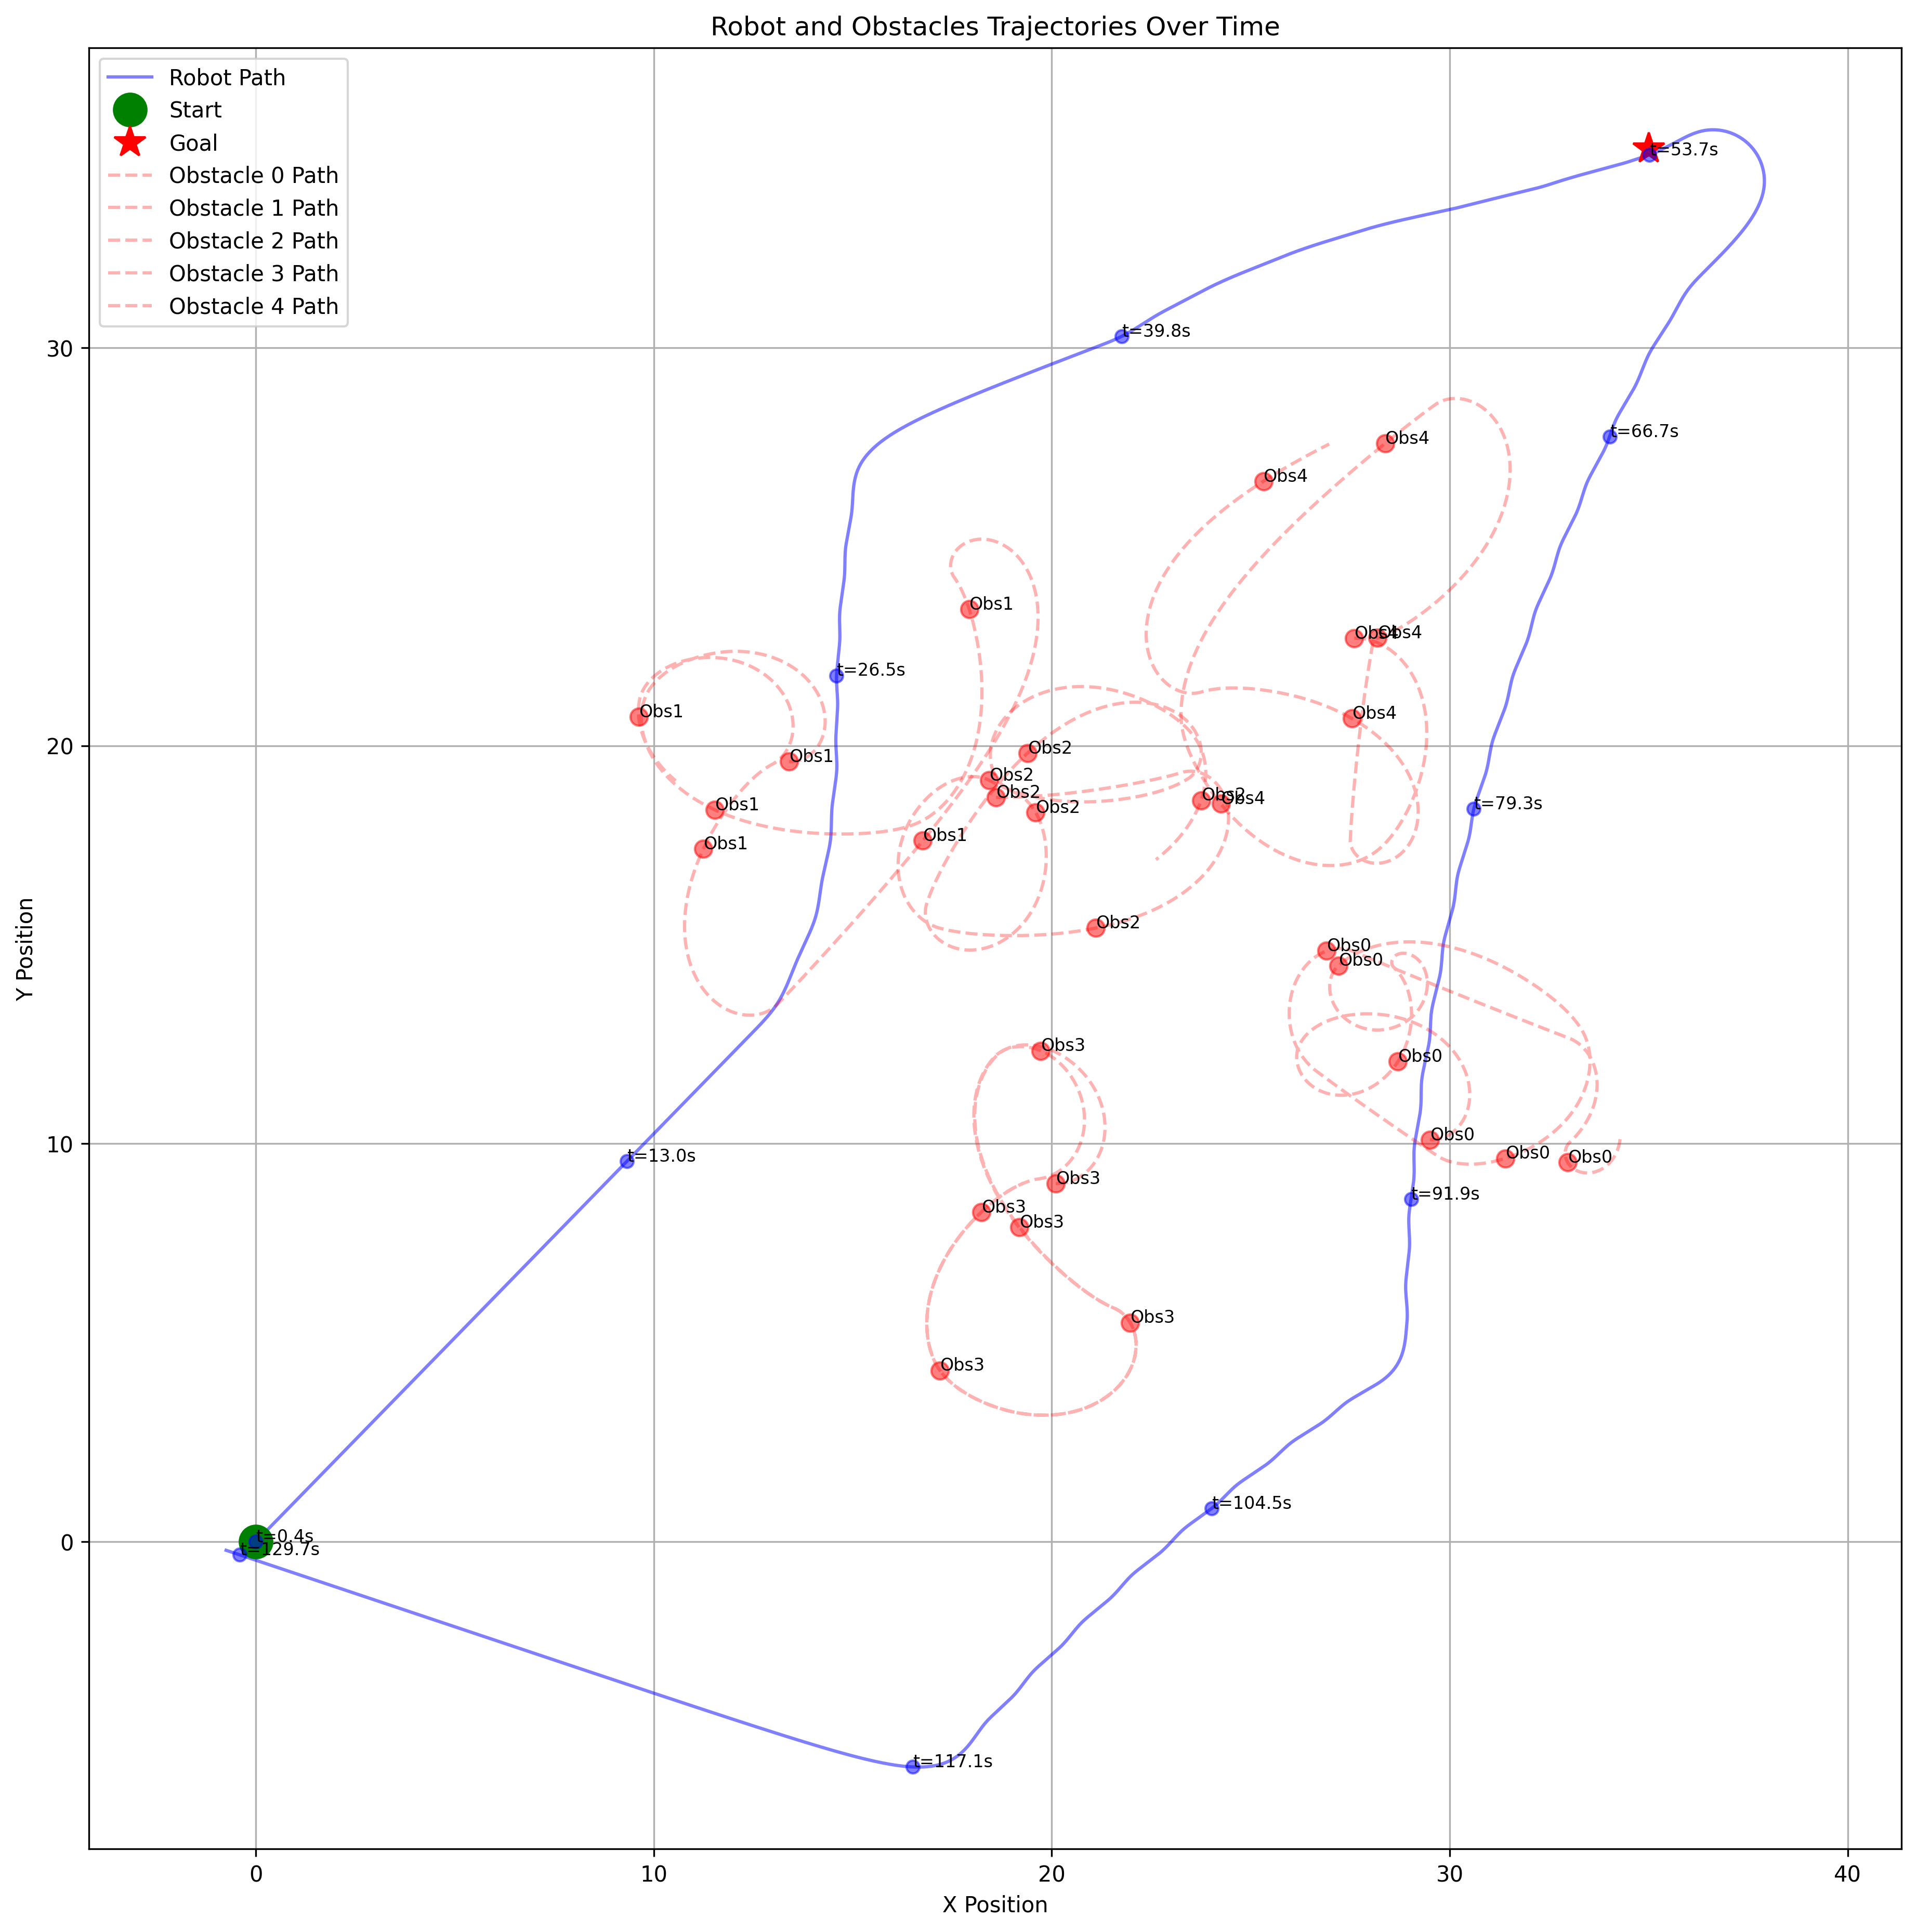 Robot and Obstacles Trajectories Over Time
Robot Path
Start
Goal
Obstacle 0 Path
Obstacle 1 Path
Obstacle 2 Path
Obstacle 3 Path
Obstacle 4 Path
t=53.7s
t=39.8s
30
Obs4
t=66.7s
Obs4
Obs1
Obs4
Obs4
t=26.5s
Obs1
Obs4
20
Obs2
Obs1
Obs2
Obs2
Obs2
Obs4
Obs1
Obs2
t=79.3s
Obs1
Obs1
Obs2
Y Position
Obs0
Obs0
Obs3
Obs0
10
Obs0
t=13.0s
Obs0
Obs0
Obs3
t=91.9s
Obs3
Obs3
Obs3
Obs3
t=104.5s
0
t=0.4s
t=129.7s
t=117.1s
0
10
20
30
40
X Position